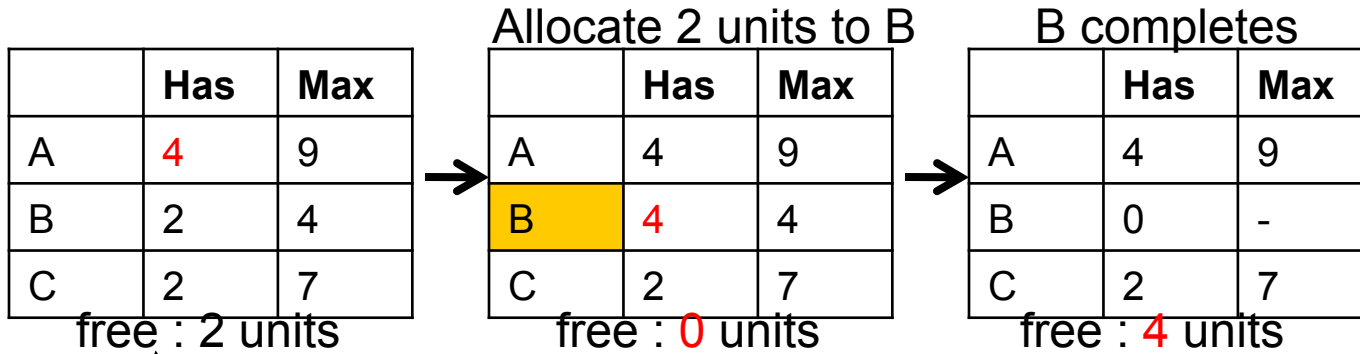 Allocate 2 units to B
B completes
Has Max
A 4 9
B 2 4
C 2 7
free : 2 units
Has Max
A 4 9
B 4 4
C 2 7
free : 0 units
Has Max
A 4 9
B 0 -
C 2 7
free : 4 units